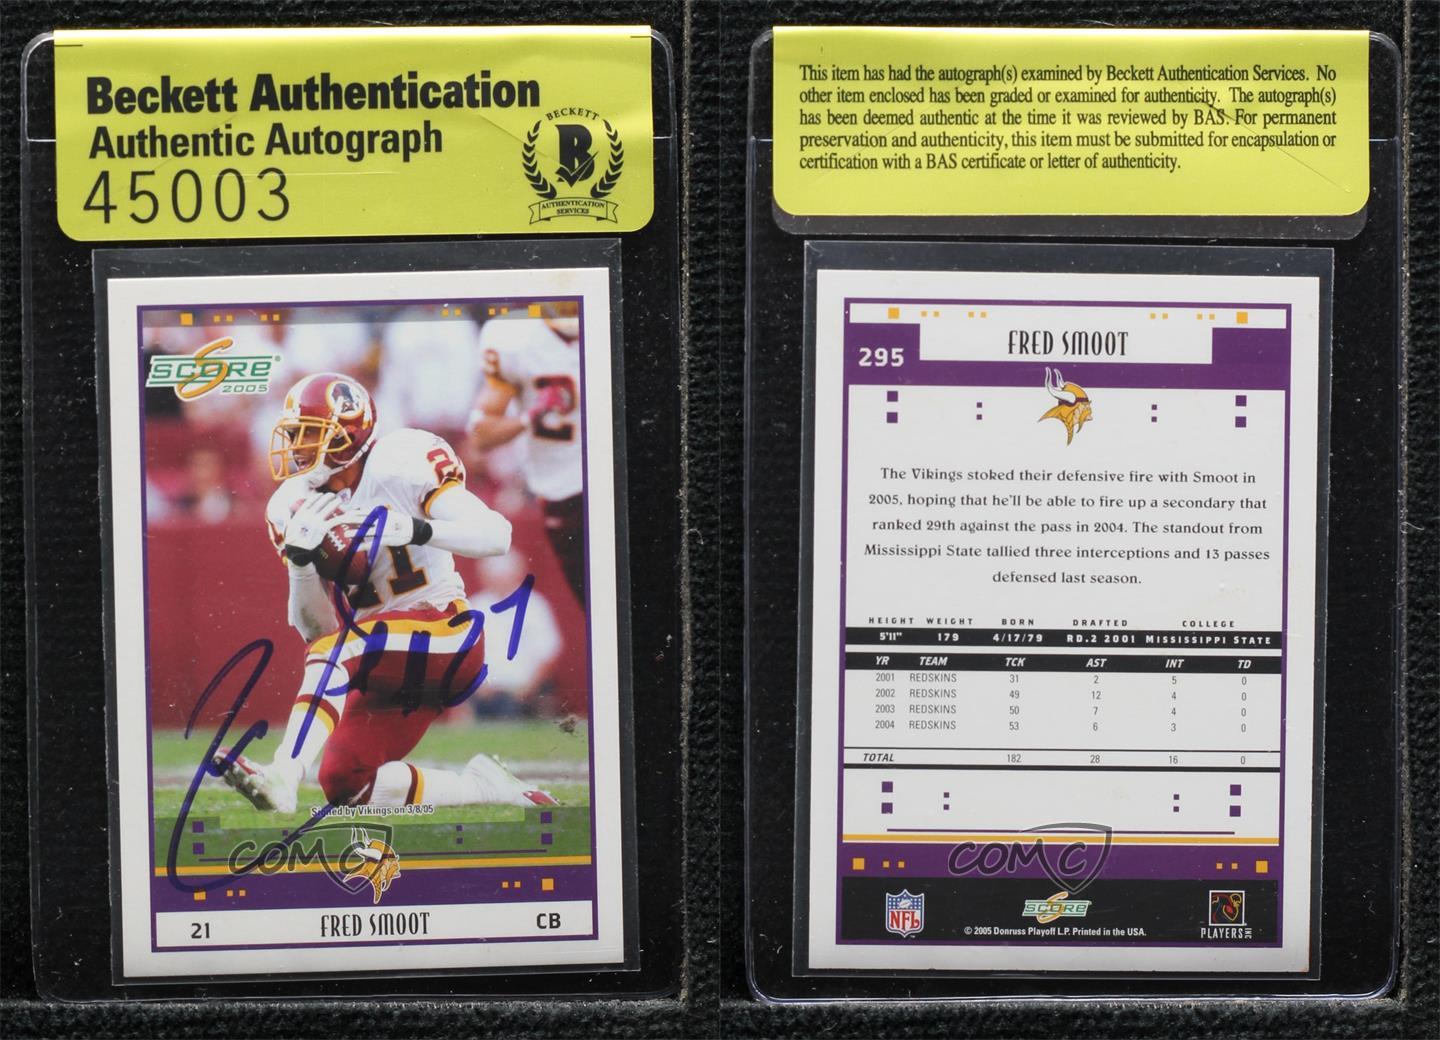 Beckett Authentication
Authentic Autograph
45003
BECKETT
B
AUTHENTICATION
SERVICES
SCORE
2005
21
#21
Signed by Vikings on 3/8/05
COMC
21 FRED SMOOT CB
This item has had the autograph(s) examined by Beckett Authentication Services. No
other item enclosed has been graded or examined for authenticity. The autograph(s)
has been deemed authentic at the time it was reviewed by BAS. For permanent
preservation and authenticity, this item must be submitted for encapsulation or
certification with a BAS certificate or letter of authenticity.
295 FRED SMOOT
The Vikings stoked their defensive fire with Smoot in
2005, hoping that he'll be able to fire up a secondary that
ranked 29th against the pass in 2004. The standout from
Mississippi State tallied three interceptions and 13 passes
defensed last season.
HEIGHT WEIGHT BORN DRAFTED COLLEGE
5'11" 179 4/17/79 RD.2 2001 MISSISSIPPI STATE
YR TEAM TCK AST INT TD
2001 REDSKINS 31 2 5 0
2002 REDSKINS 49 12 4 0
2003 REDSKINS 50 7 4 0
2004 REDSKINS 53 6 3 0
TOTAL 182 28 16 0
COMC
NFL
SCORE
PLAYERS INC
© 2005 Donruss Playoff L.P. Printed in the USA.